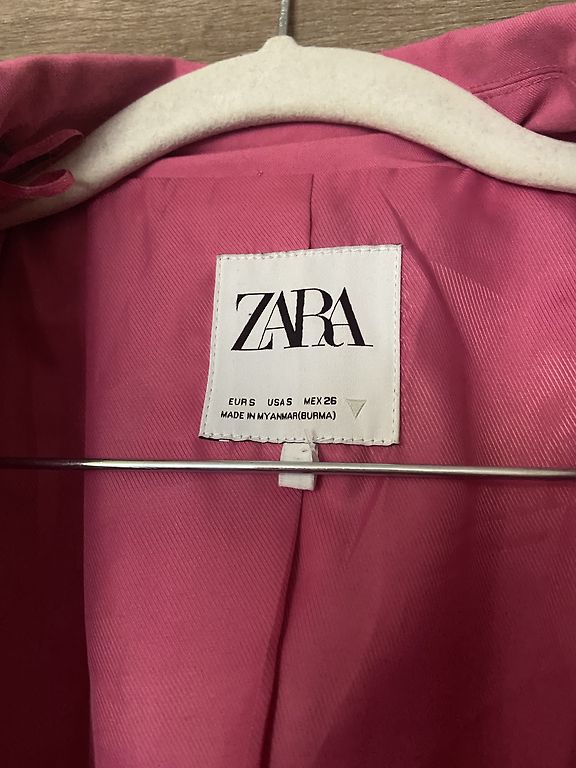 ZARA
EUR S USA S MEX 26
MADE IN MYANMAR(BURMA)